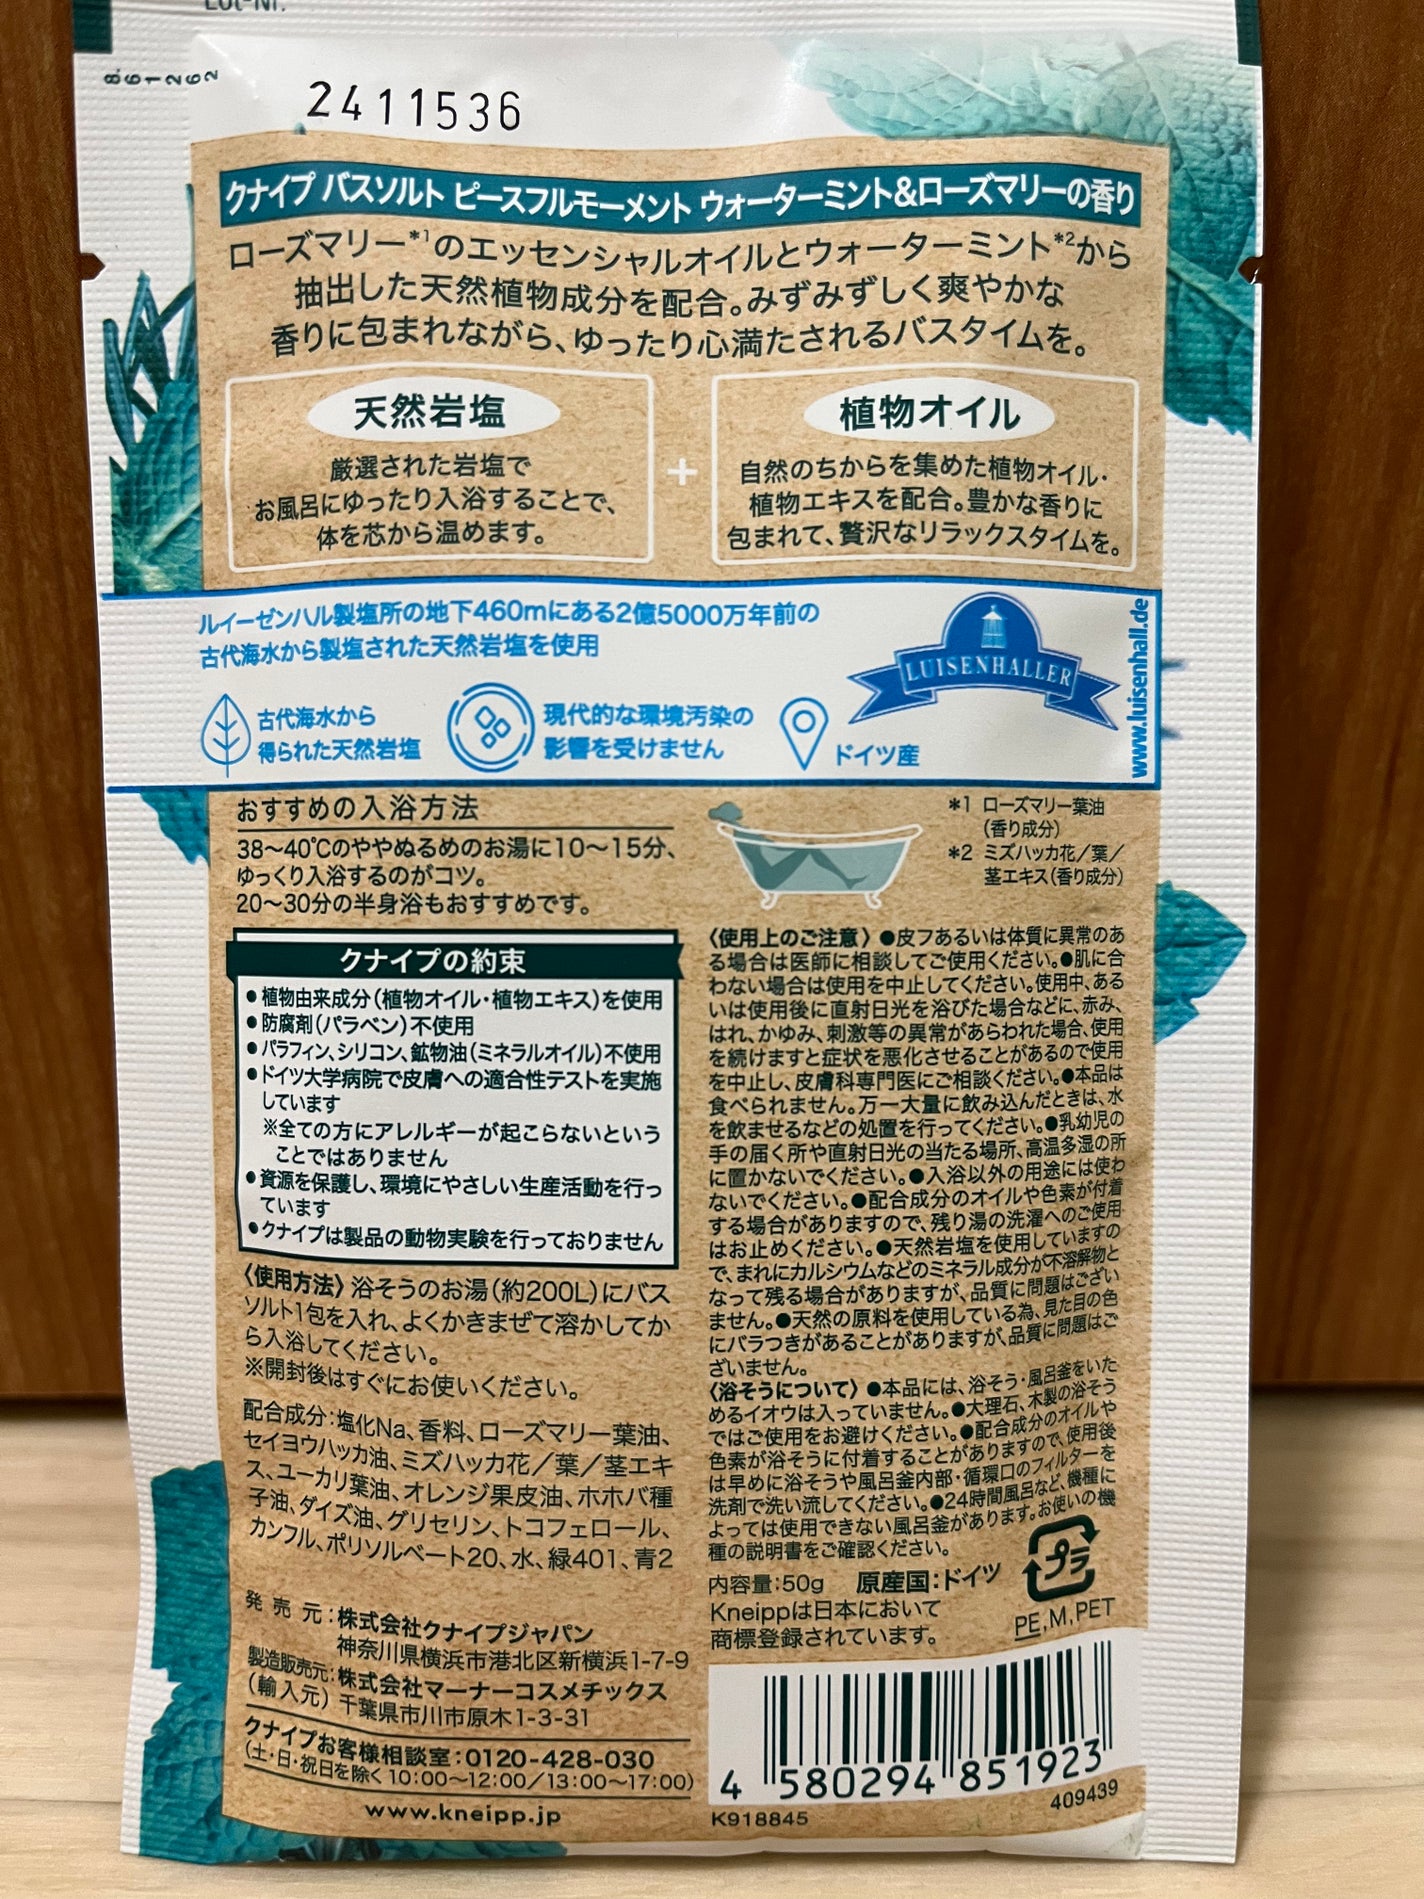 Lot-Nr.
8.
61262
2411536
クナイプ バスソルト ピースフルモーメント ウォーターミント&ローズマリーの香り
ローズマリー*1のエッセンシャルオイルとウォーターミント*2から
抽出した天然植物成分を配合。みずみずしく爽やかな
香りに包まれながら、ゆったり心満たされるバスタイムを。
天然岩塩
厳選された岩塩で
お風呂にゆったり入浴することで、
体を芯から温めます。
+
植物オイル
自然のちからを集めた植物オイル・
植物エキスを配合。豊かな香りに
包まれて、贅沢なリラックスタイムを。
ルイーゼンハル製塩所の地下460mにある2億5000万年前の
古代海水から製塩された天然岩塩を使用
LUISENHALLER
www.luisenhall.de
古代海水から
得られた天然岩塩
現代的な環境汚染の
影響を受けません
ドイツ産
おすすめの入浴方法
38〜40℃のややぬるめのお湯に10〜15分、
ゆっくり入浴するのがコツ。
20〜30分の半身浴もおすすめです。
*1 ローズマリー葉油
(香り成分)
*2 ミズハッカ花／葉／
茎エキス(香り成分)
クナイプの約束
●植物由来成分(植物オイル・植物エキス)を使用
●防腐剤(パラベン)不使用
●パラフィン、シリコン、鉱物油(ミネラルオイル)不使用
●ドイツ大学病院で皮膚への適合性テストを実施
しています
※全ての方にアレルギーが起こらないという
ことではありません
●資源を保護し、環境にやさしい生産活動を行っ
ています
●クナイプは製品の動物実験を行っておりません
〈使用方法〉浴そうのお湯(約200L)にバス
ソルト1包を入れ、よくかきまぜて溶かしてか
ら入浴してください。
※開封後はすぐにお使いください。
配合成分:塩化Na、香料、ローズマリー葉油、
セイヨウハッカ油、ミズハッカ花／葉／茎エキ
ス、ユーカリ葉油、オレンジ果皮油、ホホバ種
子油、ダイズ油、グリセリン、トコフェロール、
カンフル、ポリソルベート20、水、緑401、青2
発売元:株式会社クナイプジャパン
神奈川県横浜市港北区新横浜1-7-9
製造販売元:株式会社マーナーコスメチックス
(輸入元) 千葉県市川市原木1-3-31
クナイプお客様相談室:0120-428-030
(土・日・祝日を除く10:00〜12:00／13:00〜17:00)
www.kneipp.jp
〈使用上のご注意〉●皮フあるいは体質に異常のあ
る場合は医師に相談してご使用ください。●肌に合
わない場合は使用を中止してください。使用中、ある
いは使用後に直射日光を浴びた場合などに、赤み、
はれ、かゆみ、刺激等の異常があらわれた場合、使用
を続けますと症状を悪化させることがあるので使用
を中止し、皮膚科専門医にご相談ください。●本品は
食べられません。万一大量に飲み込んだときは、水
を飲ませるなどの処置を行ってください。●乳幼児の
手の届く所や直射日光の当たる場所、高温多湿の所
に置かないでください。●入浴以外の用途には使わ
ないでください。●配合成分のオイルや色素が付着
する場合がありますので、残り湯の洗濯へのご使用
はお止めください。●天然岩塩を使用していますの
で、まれにカルシウムなどのミネラル成分が不溶解物と
なって残る場合がありますが、品質に問題はござい
ません。●天然の原料を使用している為、見た目の色
にバラつきがあることがありますが、品質に問題はご
ざいません。
〈浴そうについて〉●本品には、浴そう・風呂釜をいた
めるイオウは入っていません。●大理石、木製の浴そう
ではご使用をお避けください。●配合成分のオイルや
色素が浴そうに付着することがありますので、使用後
は早めに浴そうや風呂釜内部・循環口のフィルターを
洗剤で洗い流してください。●24時間風呂など、機種に
よっては使用できない風呂釜があります。お使いの機
種の説明書をご確認ください。
内容量:50g 原産国:ドイツ
Kneippは日本において
商標登録されています。
プラ
PE,M,PET
4 580294 851923
K918845
409439